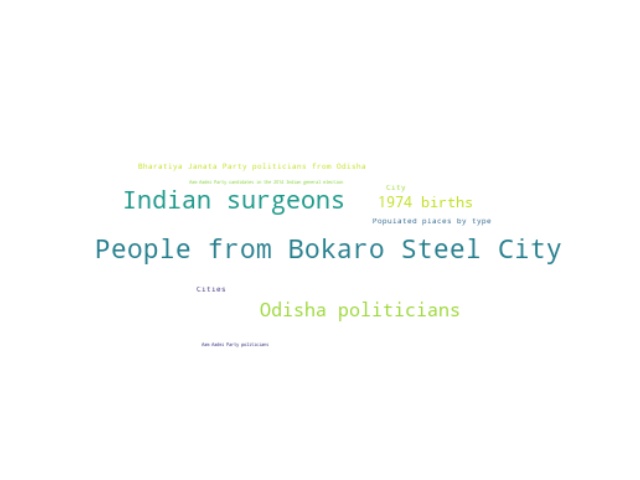 Bharatiya Janata Party politicians from Odisha
Aam Aadmi Party candidates in the 2014 Indian general election
City
Indian surgeons
1974 births
Populated places by type
People from Bokaro Steel City
Cities
Odisha politicians
Aam Aadmi Party politicians